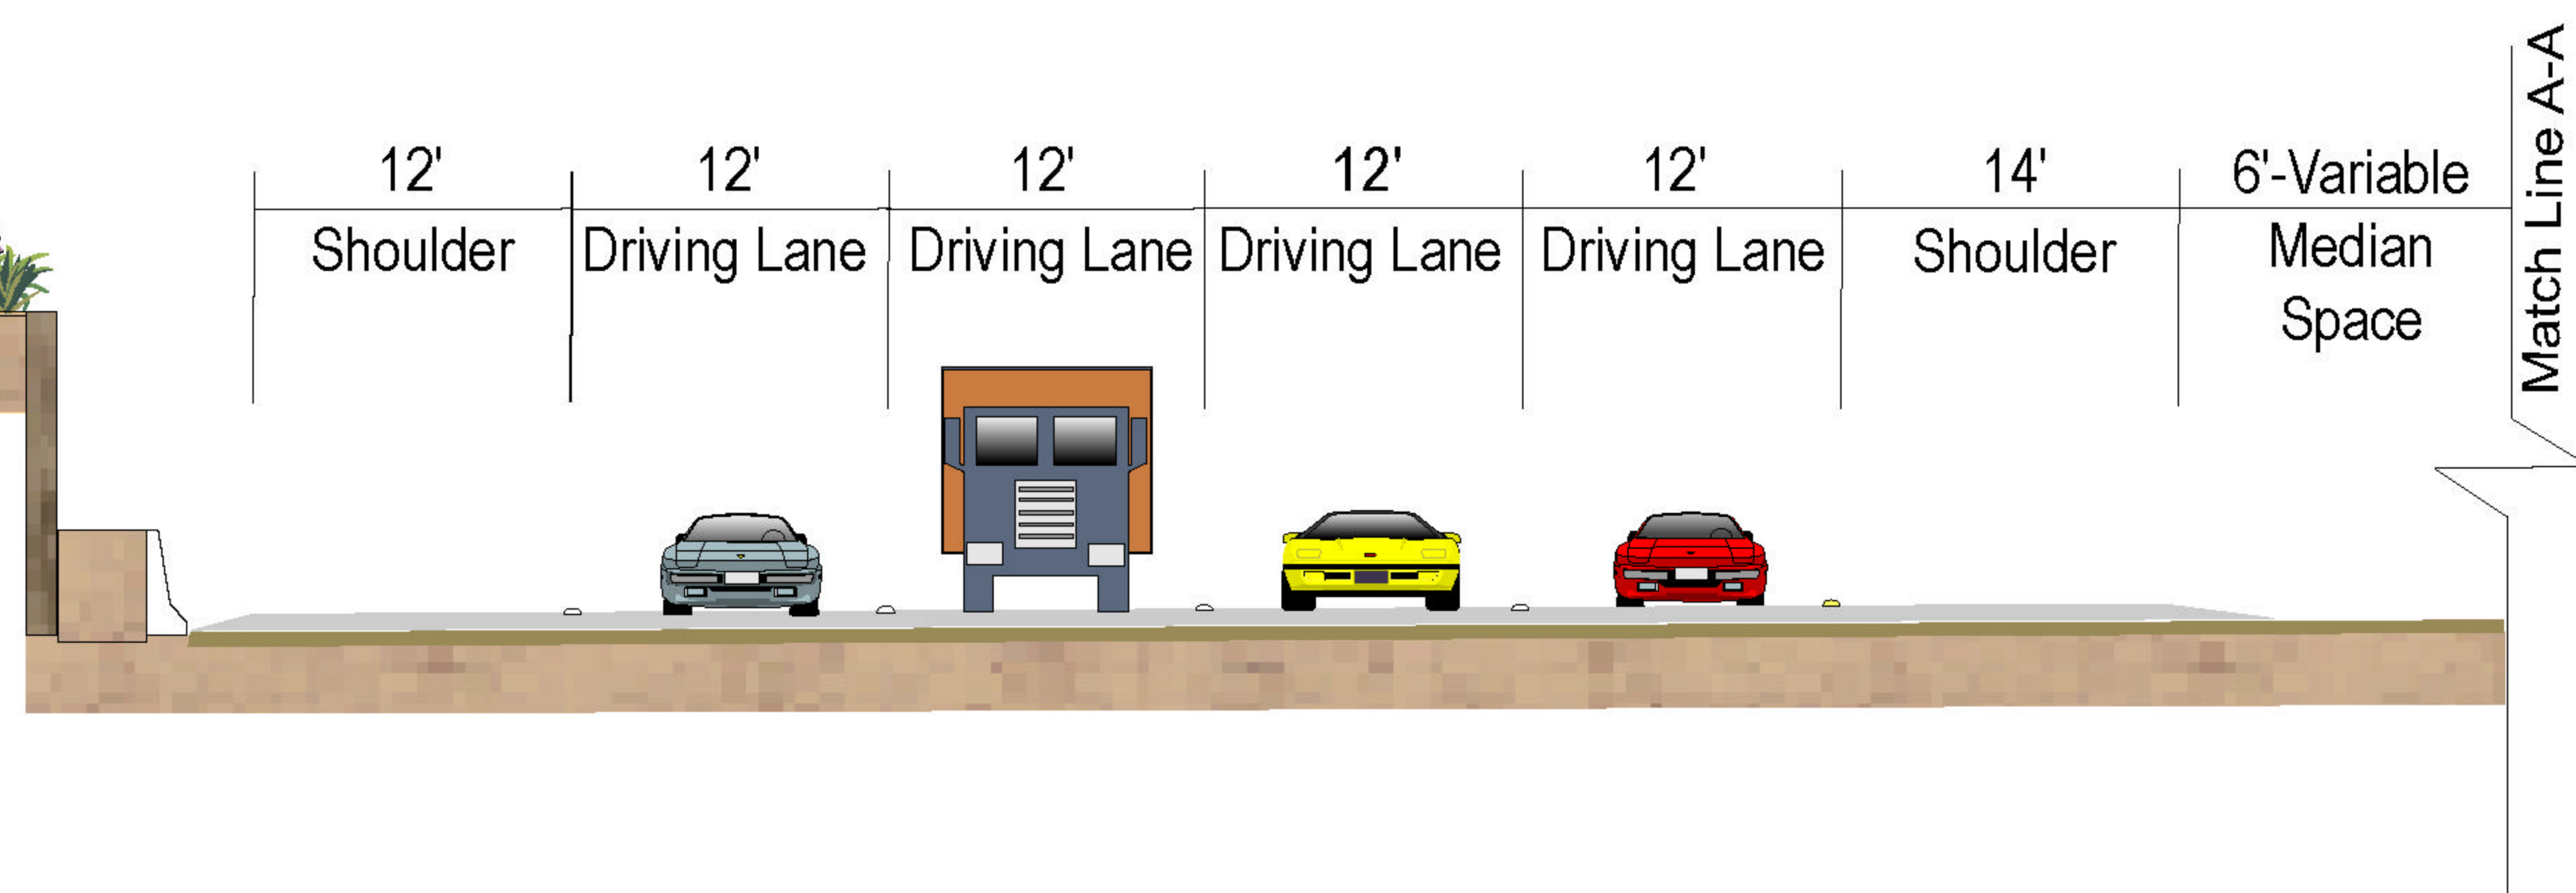 12' 12' 12' 12' 12' 14' 6'-Variable
Shoulder Driving Lane Driving Lane Driving Lane Driving Lane Shoulder Median
Space
Match Line A-A